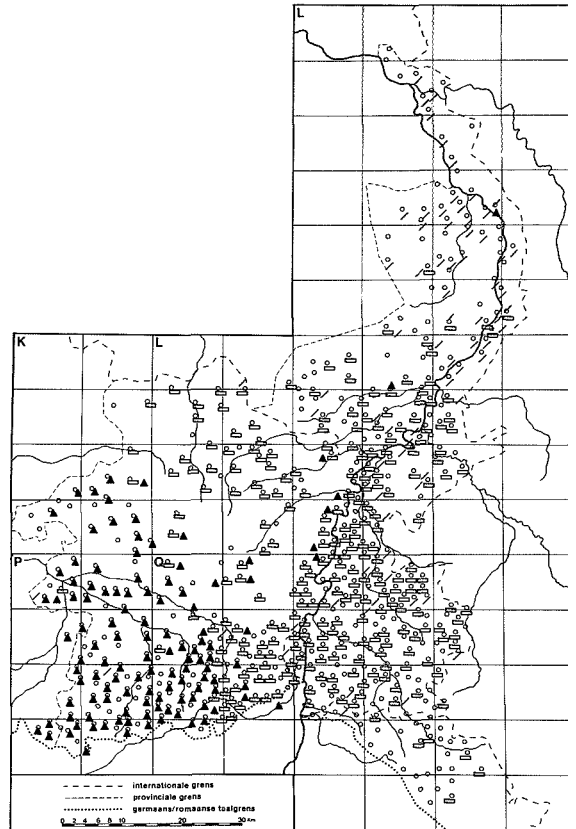 L
K L
P Q
internationale grens
provinciale grens
germaans/romaanse taalgrens
0 2 4 6 8 10 20 30 Km